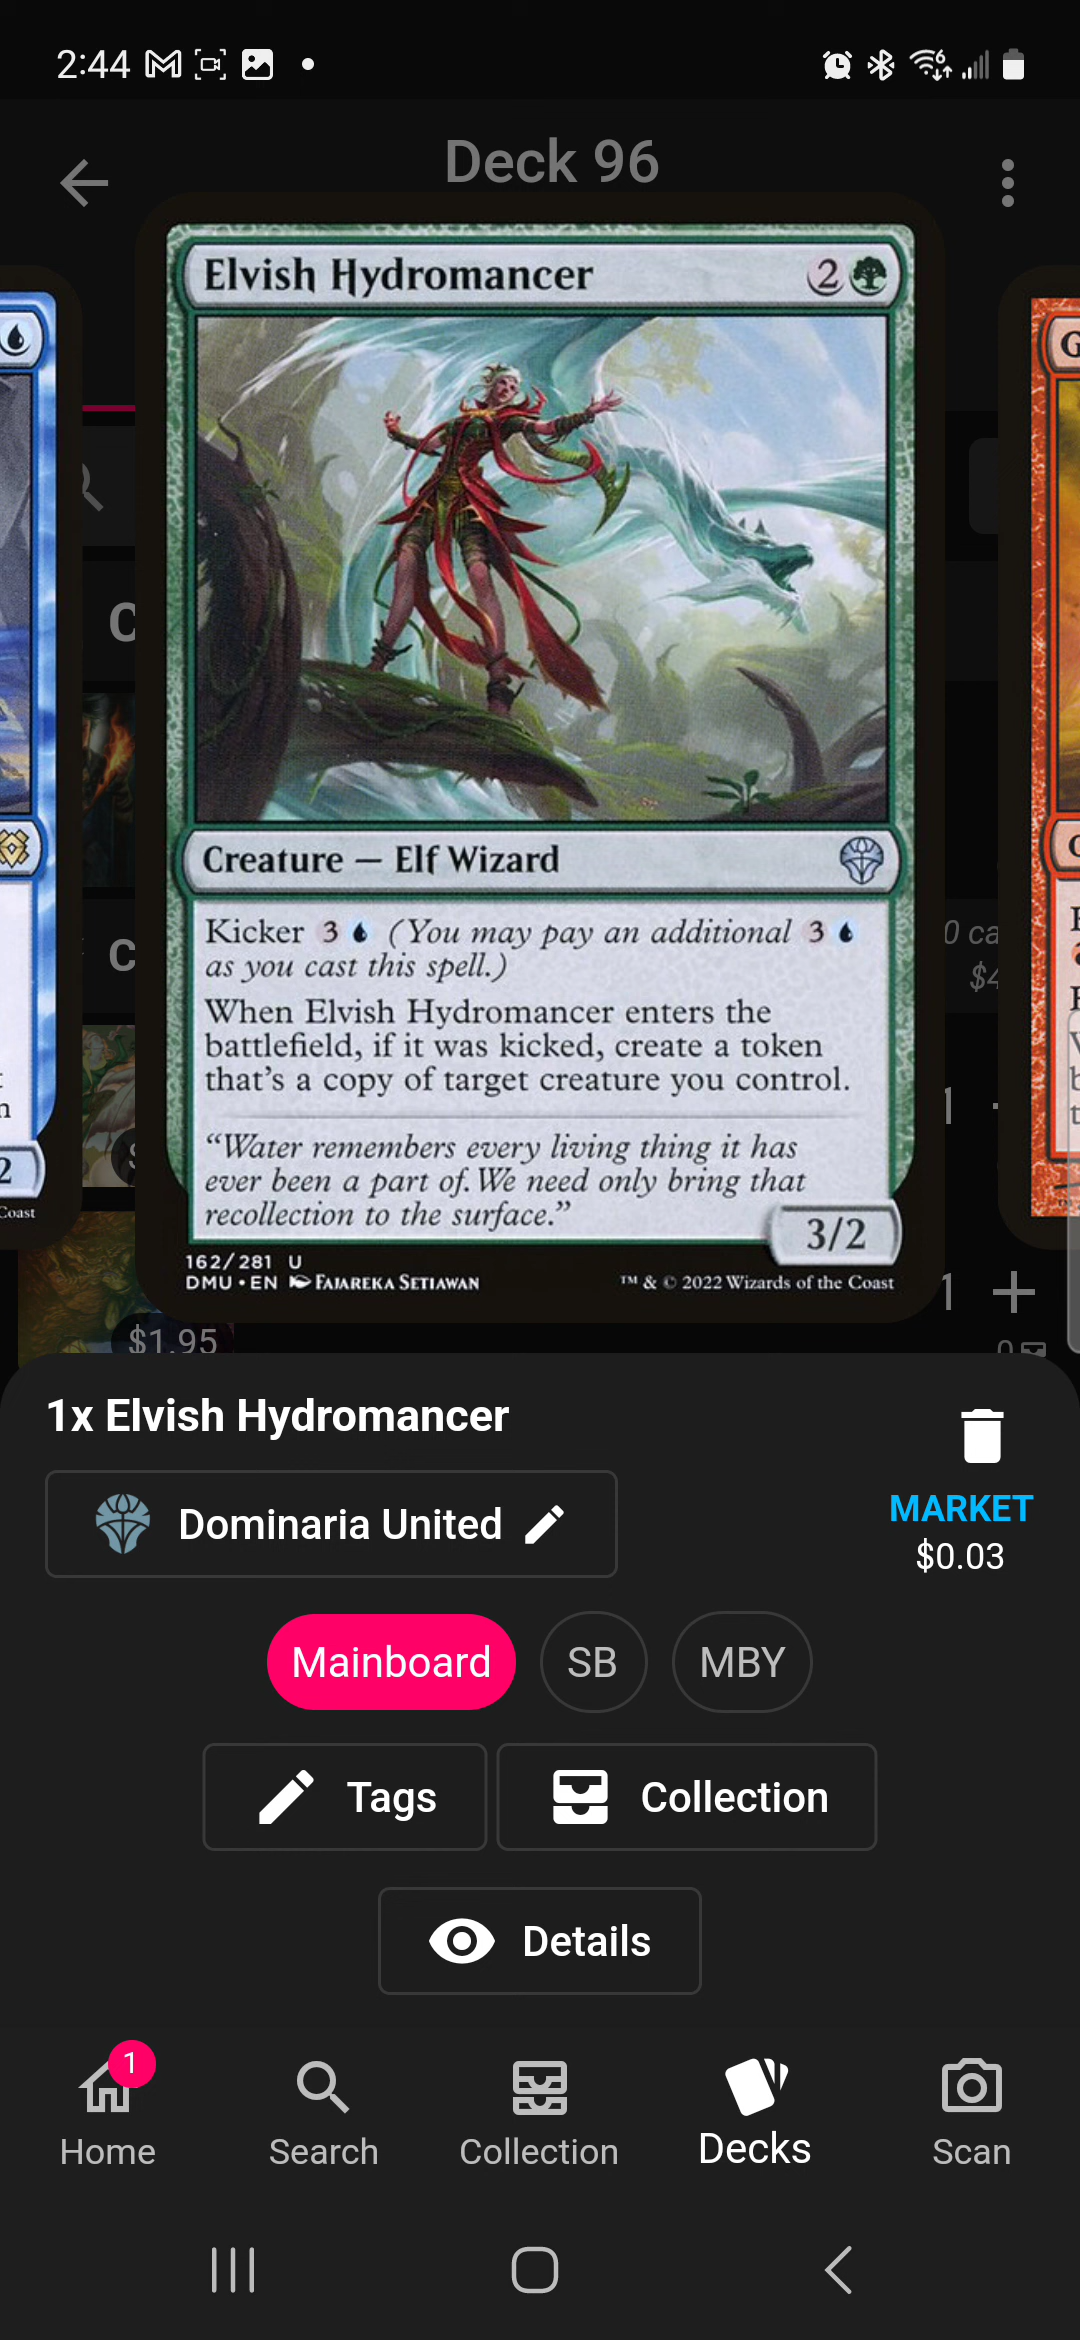 2:44
6
Deck 96
Elvish Hydromancer 2
Creature — Elf Wizard
Kicker 3 (You may pay an additional 3
as you cast this spell.)
When Elvish Hydromancer enters the
battlefield, if it was kicked, create a token
that's a copy of target creature you control.
“Water remembers every living thing it has
ever been a part of. We need only bring that
recollection to the surface.”
3/2
162/281 U
DMU • EN FAJAREKA SETIAWAN
™ & © 2022 Wizards of the Coast
2
Coast
$1.95
1
1x Elvish Hydromancer
Dominaria United
MARKET
$0.03
Mainboard
SB
MBY
Tags
Collection
Details
1
Home
Search
Collection
Decks
Scan